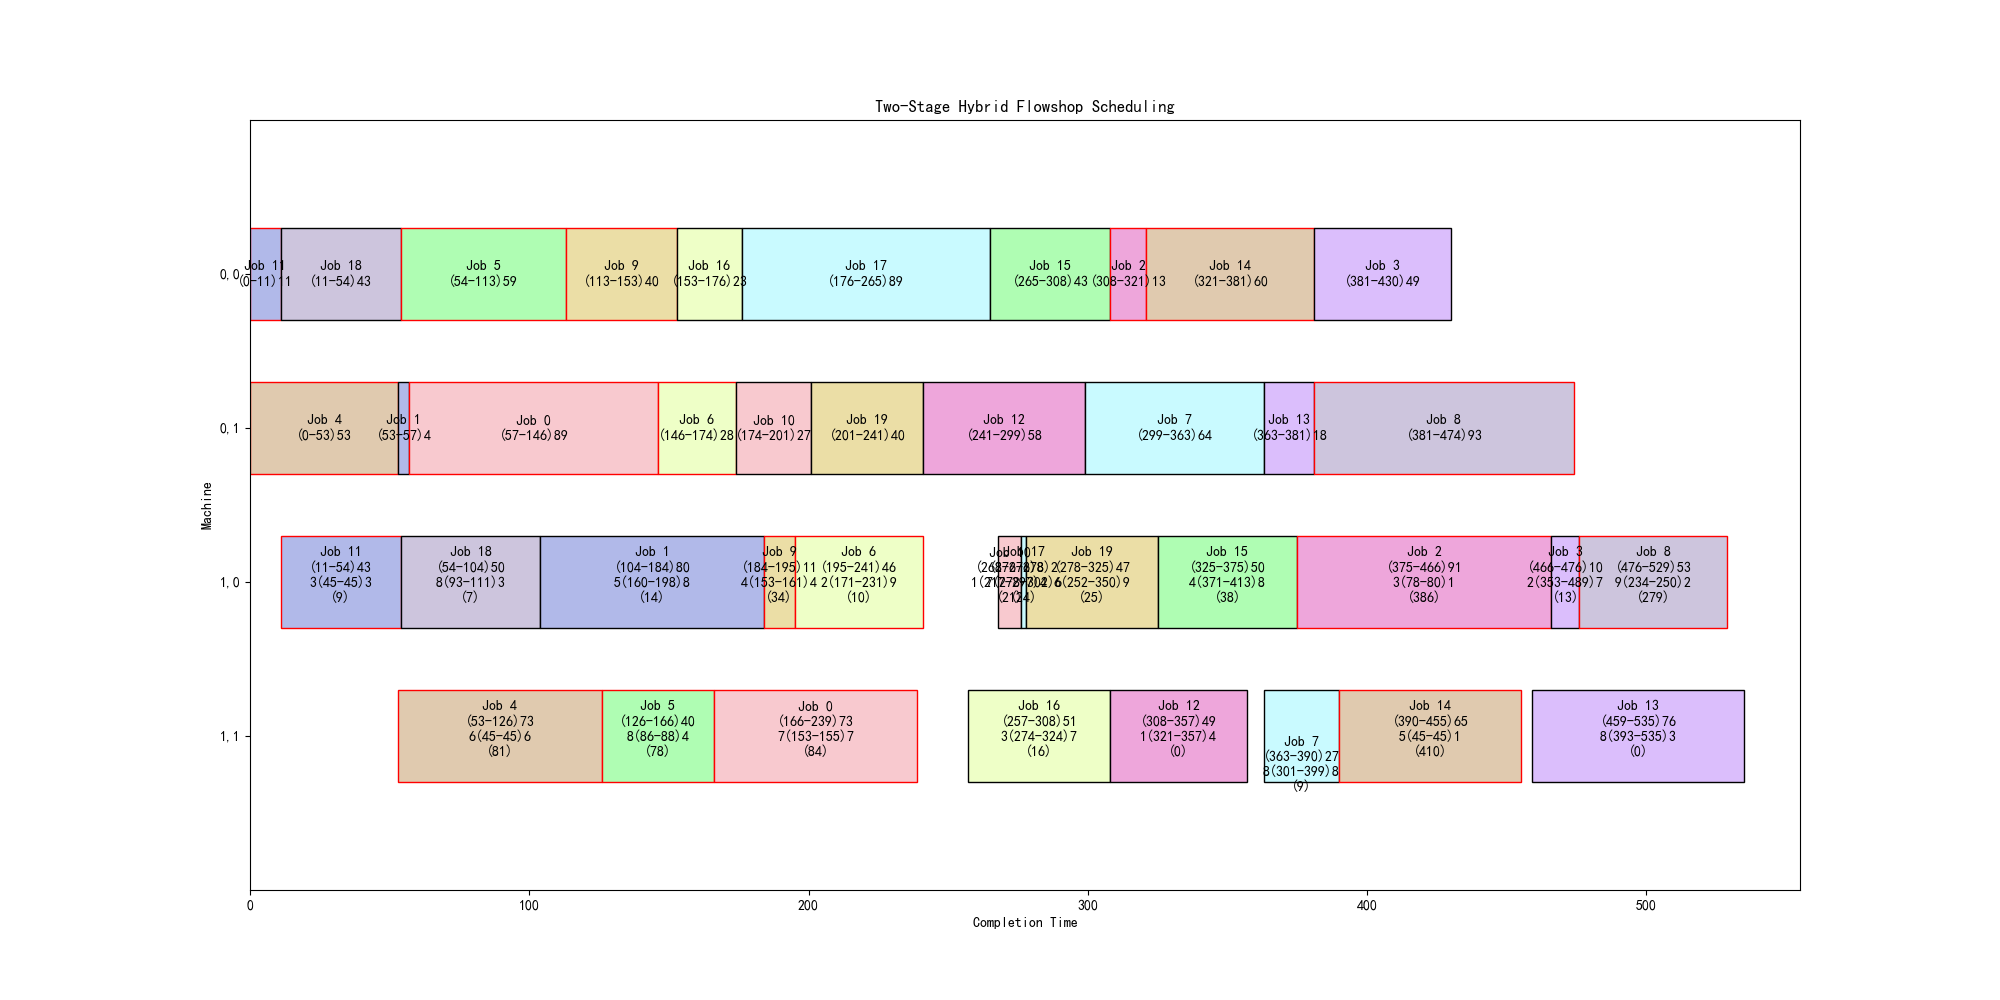 Two-Stage Hybrid Flowshop Scheduling
Machine
0,0
Job 11
(0-11)11
Job 18
(11-54)43
Job 5
(54-113)59
Job 9
(113-153)40
Job 16
(153-176)23
Job 17
(176-265)89
Job 15
(265-308)43
Job 2
(308-321)13
Job 14
(321-381)60
Job 3
(381-430)49
0,1
Job 4
(0-53)53
Job 1
(53-57)4
Job 0
(57-146)89
Job 6
(146-174)28
Job 10
(174-201)27
Job 19
(201-241)40
Job 12
(241-299)58
Job 7
(299-363)64
Job 13
(363-381)18
Job 8
(381-474)93
1,0
Job 11
(11-54)43
3(45-45)3
(9)
Job 18
(54-104)50
8(93-111)3
(7)
Job 1
(104-184)80
5(160-198)8
(14)
Job 9
(184-195)11
4(153-161)4
(34)
Job 6
(195-241)46
2(171-231)9
(10)
Job 19
(278-325)47
6(252-350)9
(25)
Job 15
(325-375)50
4(371-413)8
(38)
Job 2
(375-466)91
3(78-80)1
(386)
Job 3
(466-476)10
2(353-489)7
(13)
Job 8
(476-529)53
9(234-250)2
(279)
1,1
Job 4
(53-126)73
6(45-45)6
(81)
Job 5
(126-166)40
8(86-88)4
(78)
Job 0
(166-239)73
7(153-155)7
(84)
Job 16
(257-308)51
3(274-324)7
(16)
Job 12
(308-357)49
1(321-357)4
(0)
Job 7
(363-390)27
8(301-399)8
(9)
Job 14
(390-455)65
5(45-45)1
(410)
Job 13
(459-535)76
8(393-535)3
(0)
0
100
200
300
400
500
Completion Time